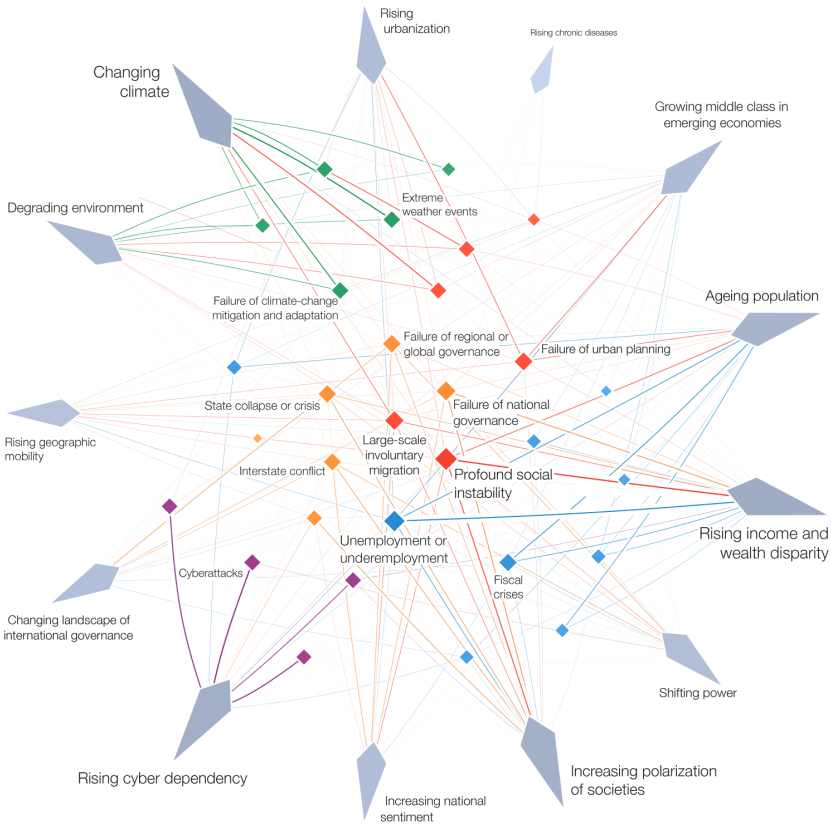 Rising
urbanization
Rising chronic diseases
Changing
climate
Growing middle class in
emerging economies
Degrading environment
Extreme
weather events
Ageing population
Failure of climate-change
mitigation and adaptation
Failure of regional or
global governance
Failure of urban planning
State collapse or crisis
Failure of national
governance
Rising geographic
mobility
Large-scale
involuntary
migration
Interstate conflict
Profound social
instability
Unemployment or
underemployment
Rising income and
wealth disparity
Cyberattacks
Fiscal
crises
Changing landscape of
international governance
Shifting power
Rising cyber dependency
Increasing polarization
of societies
Increasing national
sentiment